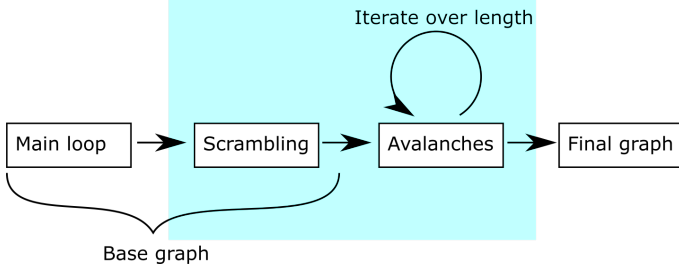 Iterate over length
Main loop
Scrambling
Avalanches
Final graph
Base graph